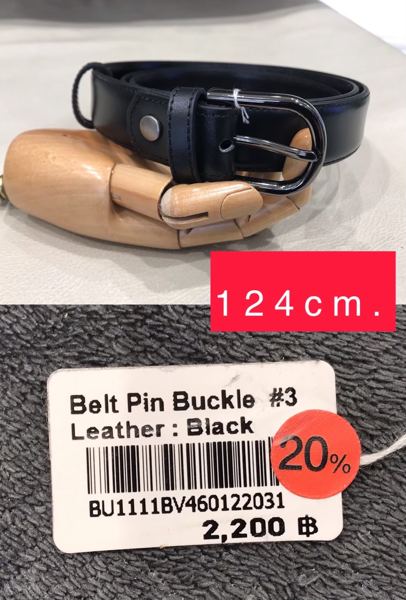 124cm.
Belt Pin Buckle #3
Leather : Black
20%
BU1111BV460122031
2,200 ฿